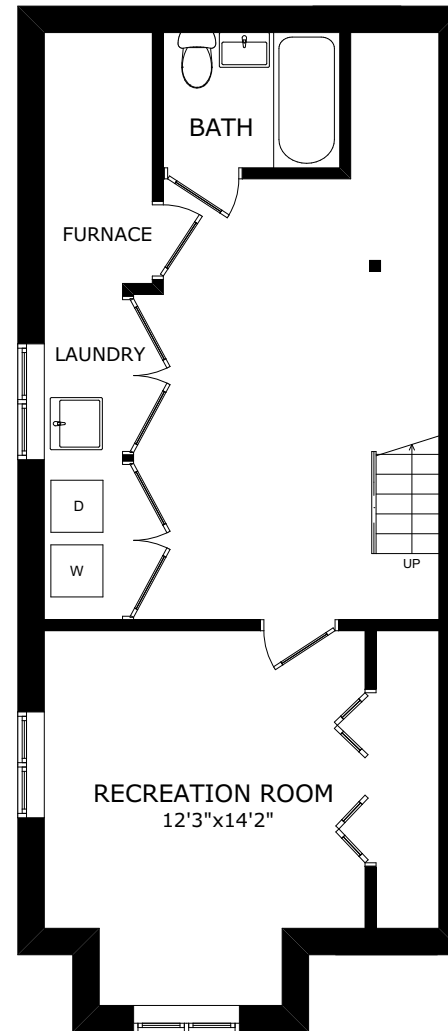 BATH
FURNACE
LAUNDRY
D
W
UP
RECREATION ROOM
12'3"x14'2"